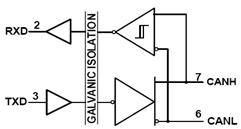 RXD 2
GALVANIC ISOLATION
7 CANH
TXD 3
6 CANL